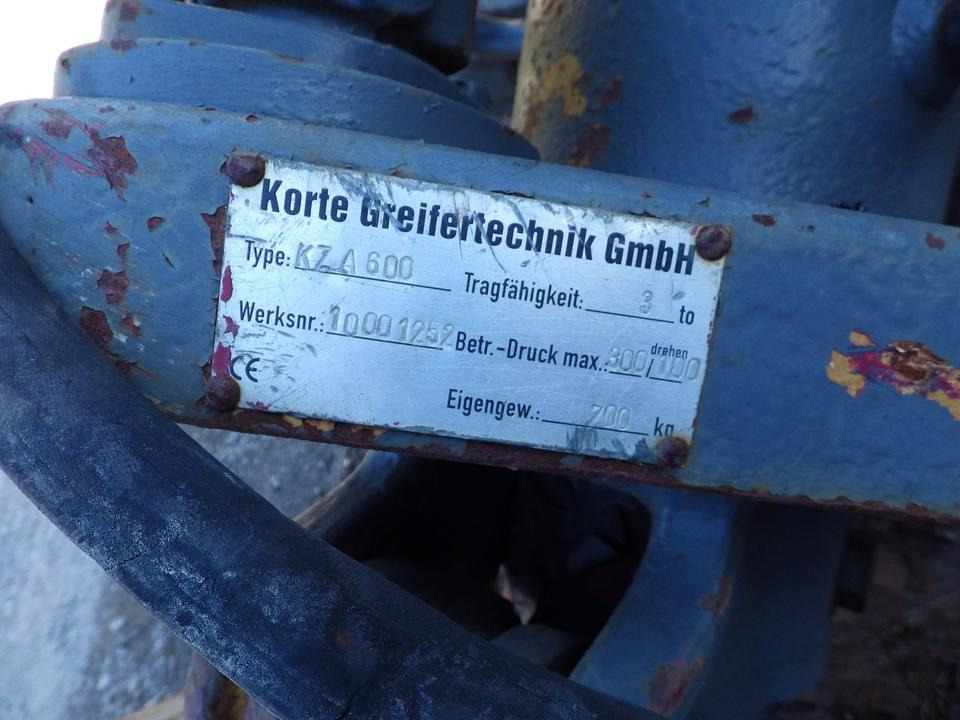 Korte Greifertechnik GmbH
Type: KZA 600
Tragfähigkeit: 3 to
Werksnr.: 10001252
Betr.-Druck max.: 300/ drehen 100
CE
Eigengew.: 700 kg